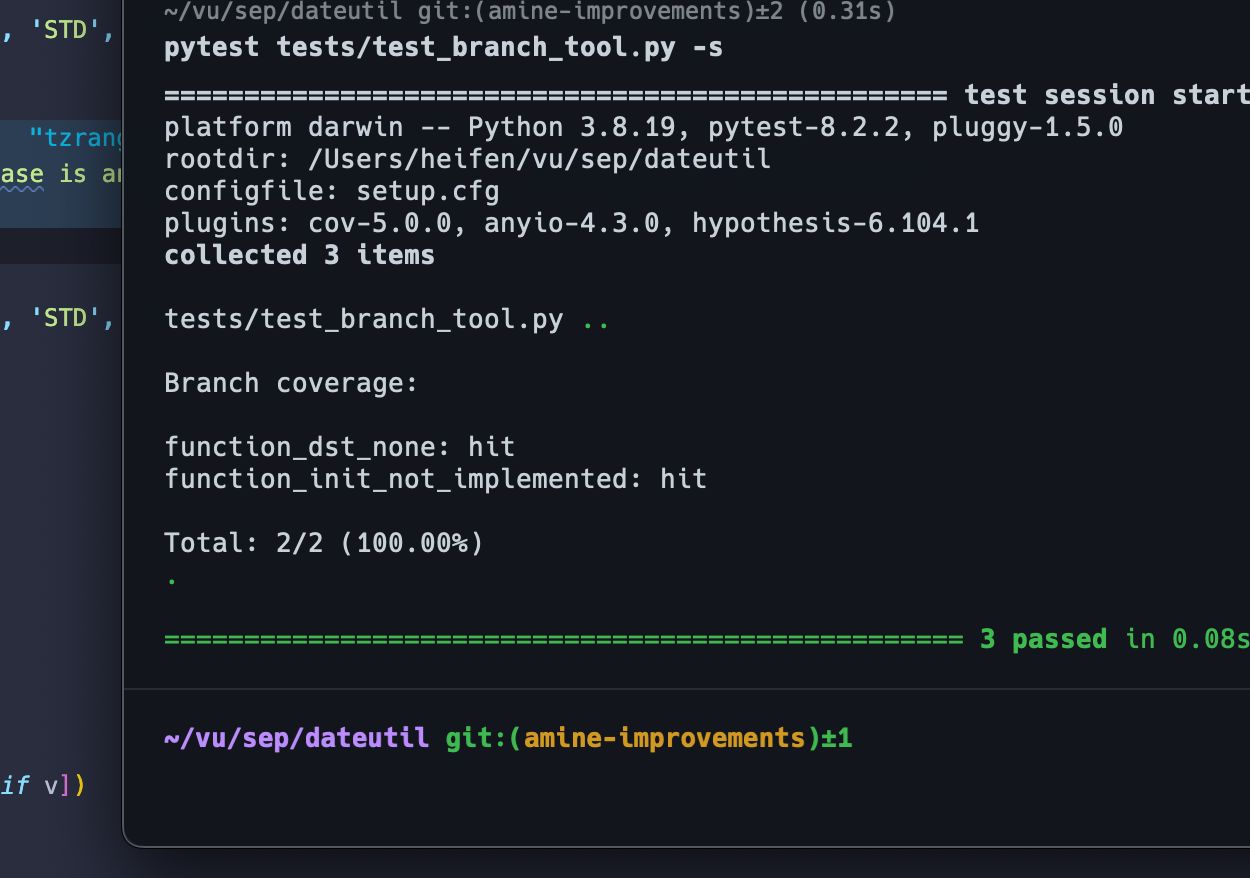 ~/vu/sep/dateutil git:(amine-improvements)±2 (0.31s)
, 'STD',
pytest tests/test_branch_tool.py -s
================================================= test session start
platform darwin -- Python 3.8.19, pytest-8.2.2, pluggy-1.5.0
"tzrang
rootdir: /Users/heifen/vu/sep/dateutil
ase is an
configfile: setup.cfg
plugins: cov-5.0.0, anyio-4.3.0, hypothesis-6.104.1
collected 3 items
tests/test_branch_tool.py ..
, 'STD',
Branch coverage:
function_dst_none: hit
function_init_not_implemented: hit
Total: 2/2 (100.00%)
.
================================================== 3 passed in 0.08s
~/vu/sep/dateutil git:(amine-improvements)±1
if v])